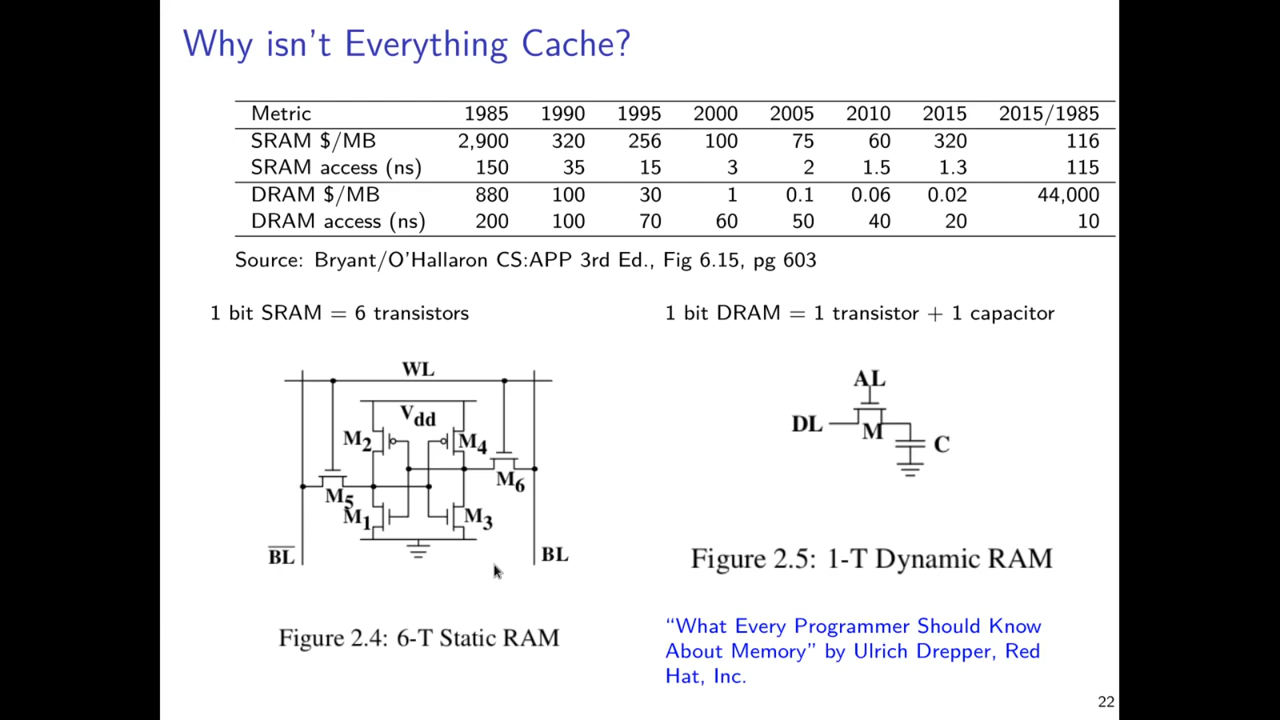 Why isn't Everything Cache?
Metric 1985 1990 1995 2000 2005 2010 2015 2015/1985
SRAM $/MB 2,900 320 256 100 75 60 320 116
SRAM access (ns) 150 35 15 3 2 1.5 1.3 115
DRAM $/MB 880 100 30 1 0.1 0.06 0.02 44,000
DRAM access (ns) 200 100 70 60 50 40 20 10
Source: Bryant/O'Hallaron CS:APP 3rd Ed., Fig 6.15, pg 603
1 bit SRAM = 6 transistors
WL
Vdd
M2
M4
M5
M6
M1
M3
BL
BL
Figure 2.4: 6-T Static RAM
1 bit DRAM = 1 transistor + 1 capacitor
AL
DL
M
C
Figure 2.5: 1-T Dynamic RAM
“What Every Programmer Should Know
About Memory” by Ulrich Drepper, Red
Hat, Inc.
22